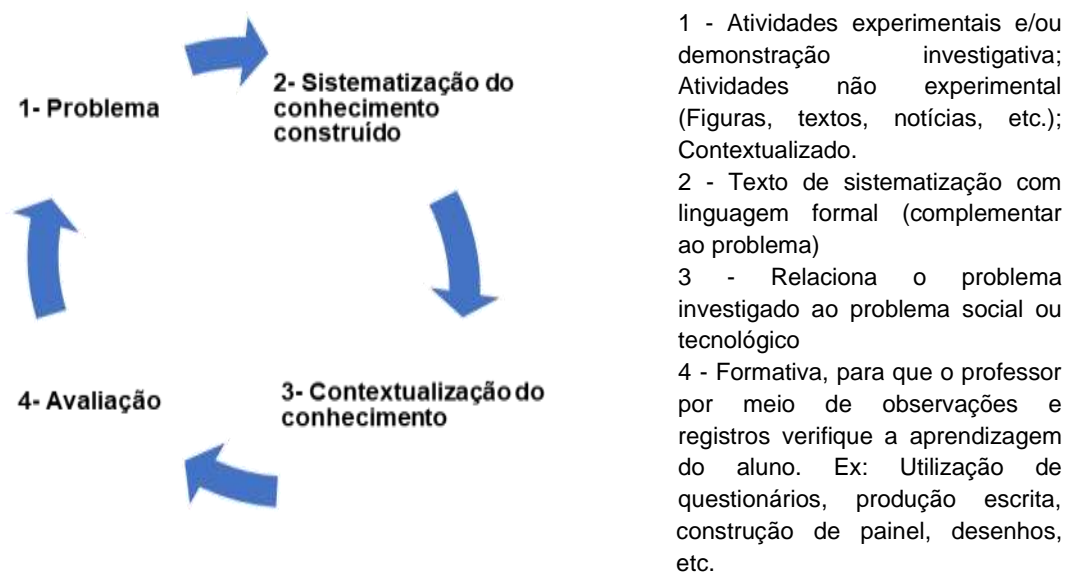 1- Problema
2- Sistematização do
conhecimento
construído
3- Contextualização do
conhecimento
4- Avaliação
1 - Atividades experimentais e/ou
demonstração investigativa;
Atividades não experimental
(Figuras, textos, notícias, etc.);
Contextualizado.
2 - Texto de sistematização com
linguagem formal (complementar
ao problema)
3 - Relaciona o problema
investigado ao problema social ou
tecnológico
4 - Formativa, para que o professor
por meio de observações e
registros verifique a aprendizagem
do aluno. Ex: Utilização de
questionários, produção escrita,
construção de painel, desenhos,
etc.